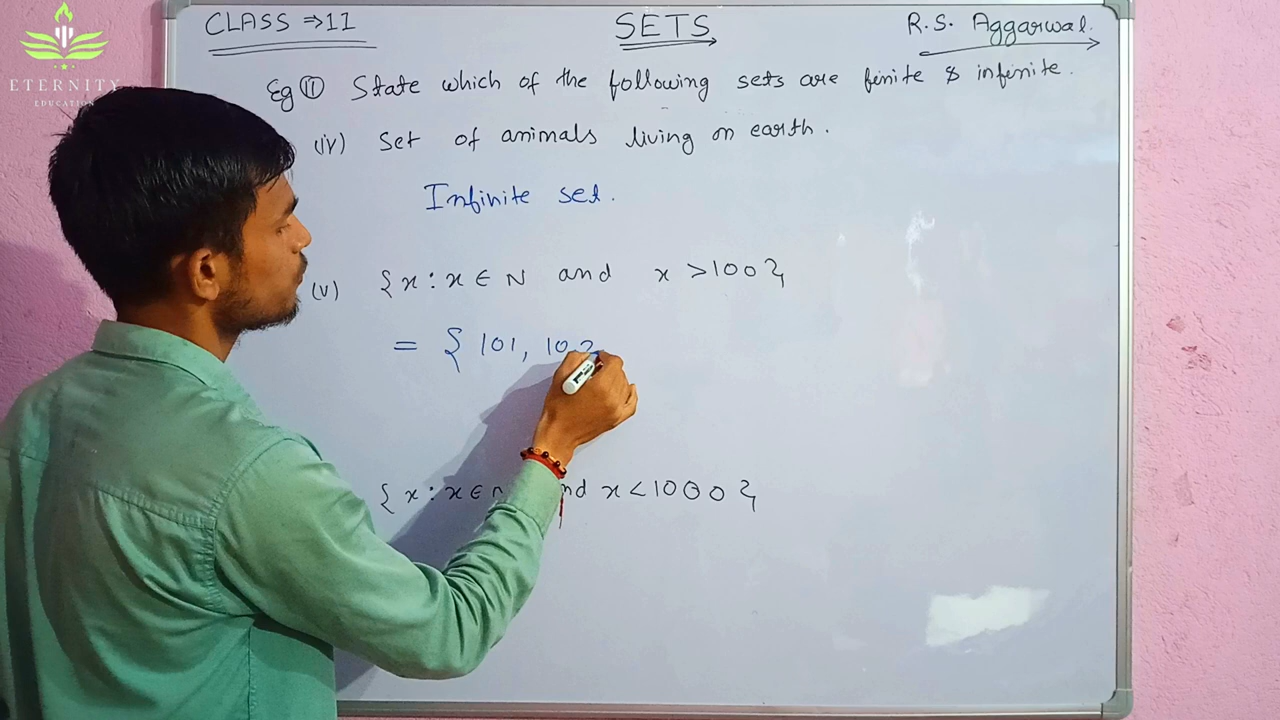 CLASS ⇒ 11 SETS R.S. Aggarwal.
ETERNITY
EDUCATION
Eg ⑪ State which of the following sets are finite & infinite.
(iv) Set of animals living on earth.
Infinite set.
(v) {x : x ∈ N and x > 100}
= { 101, 102
{ x : x ∈ x < 1000}